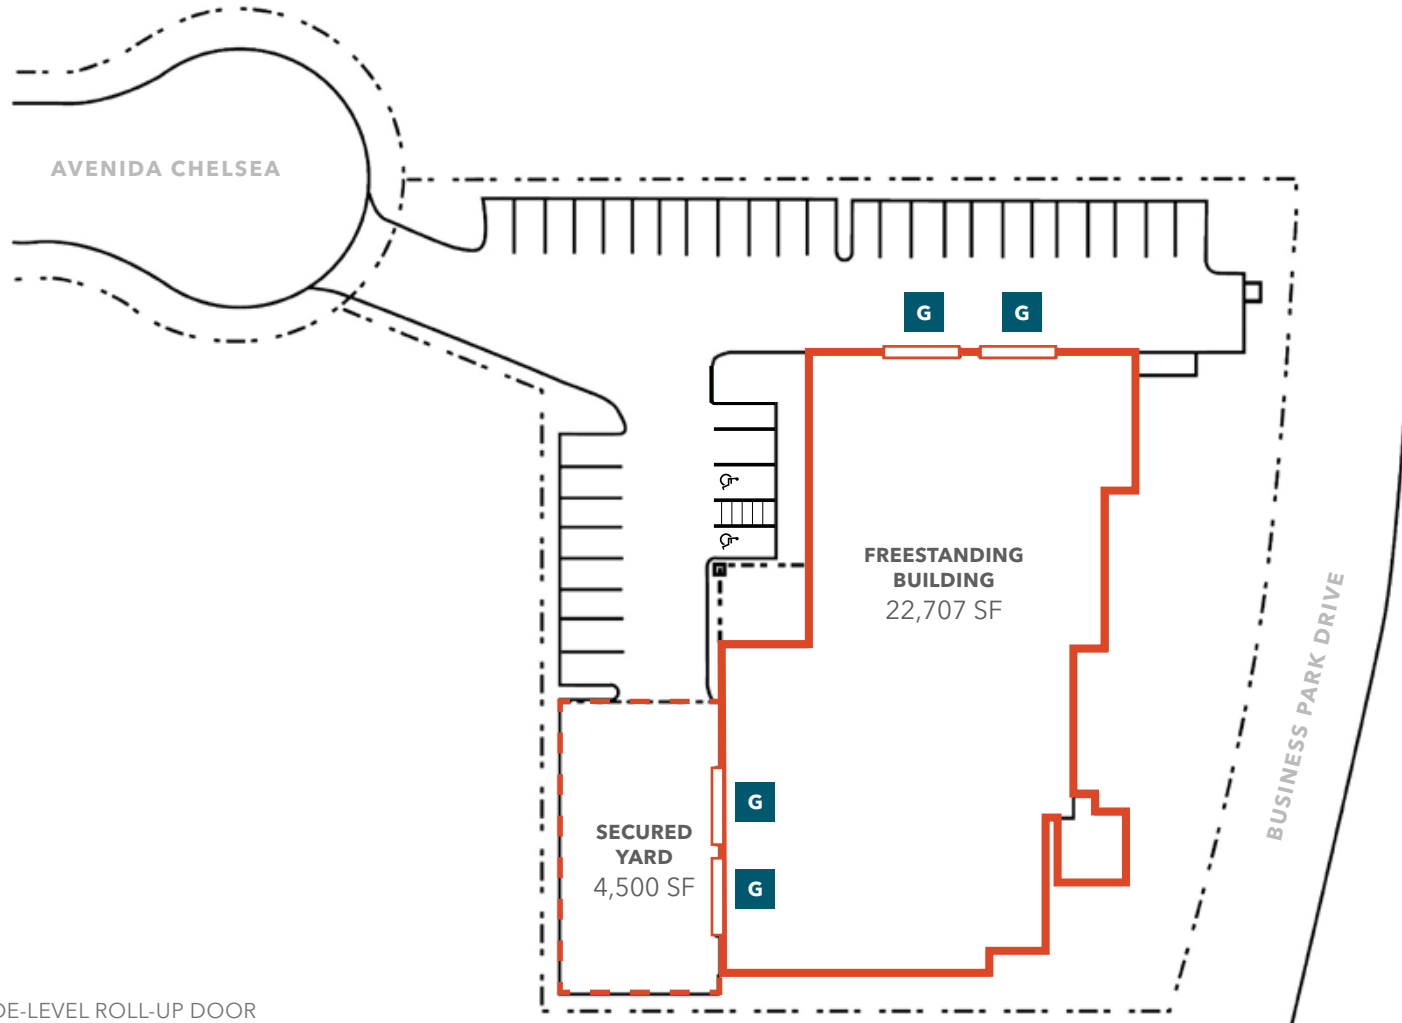 AVENIDA CHELSEA
G
G
FREESTANDING
BUILDING
22,707 SF
BUSINESS PARK DRIVE
G
SECURED
YARD
4,500 SF
G
DE-LEVEL ROLL-UP DOOR